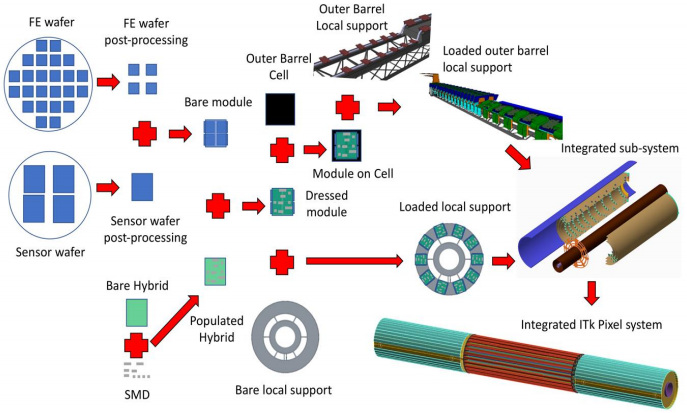 FE wafer
FE wafer
post-processing
Outer Barrel
Local support
Outer Barrel
Cell
Loaded outer barrel
local support
Bare module
Integrated sub-system
Module on Cell
Sensor wafer
Sensor wafer
post-processing
Dressed
module
Loaded local support
Bare Hybrid
Populated
Hybrid
SMD
Bare local support
Integrated ITk Pixel system